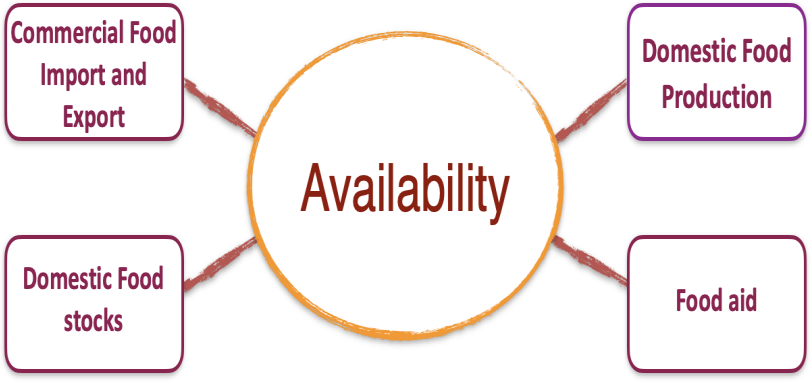 Commercial Food
Import and
Export
Domestic Food
Production
Availability
Domestic Food
stocks
Food aid